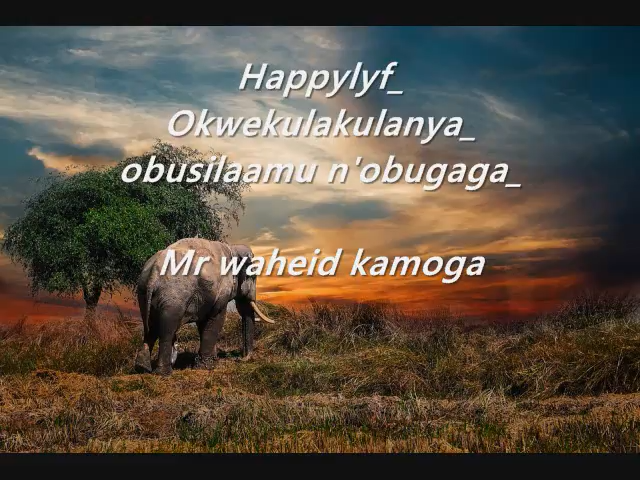 Happylyf_
Okwekulakulanya_
obusilaamu n'obugaga_
Mr waheid kamoga